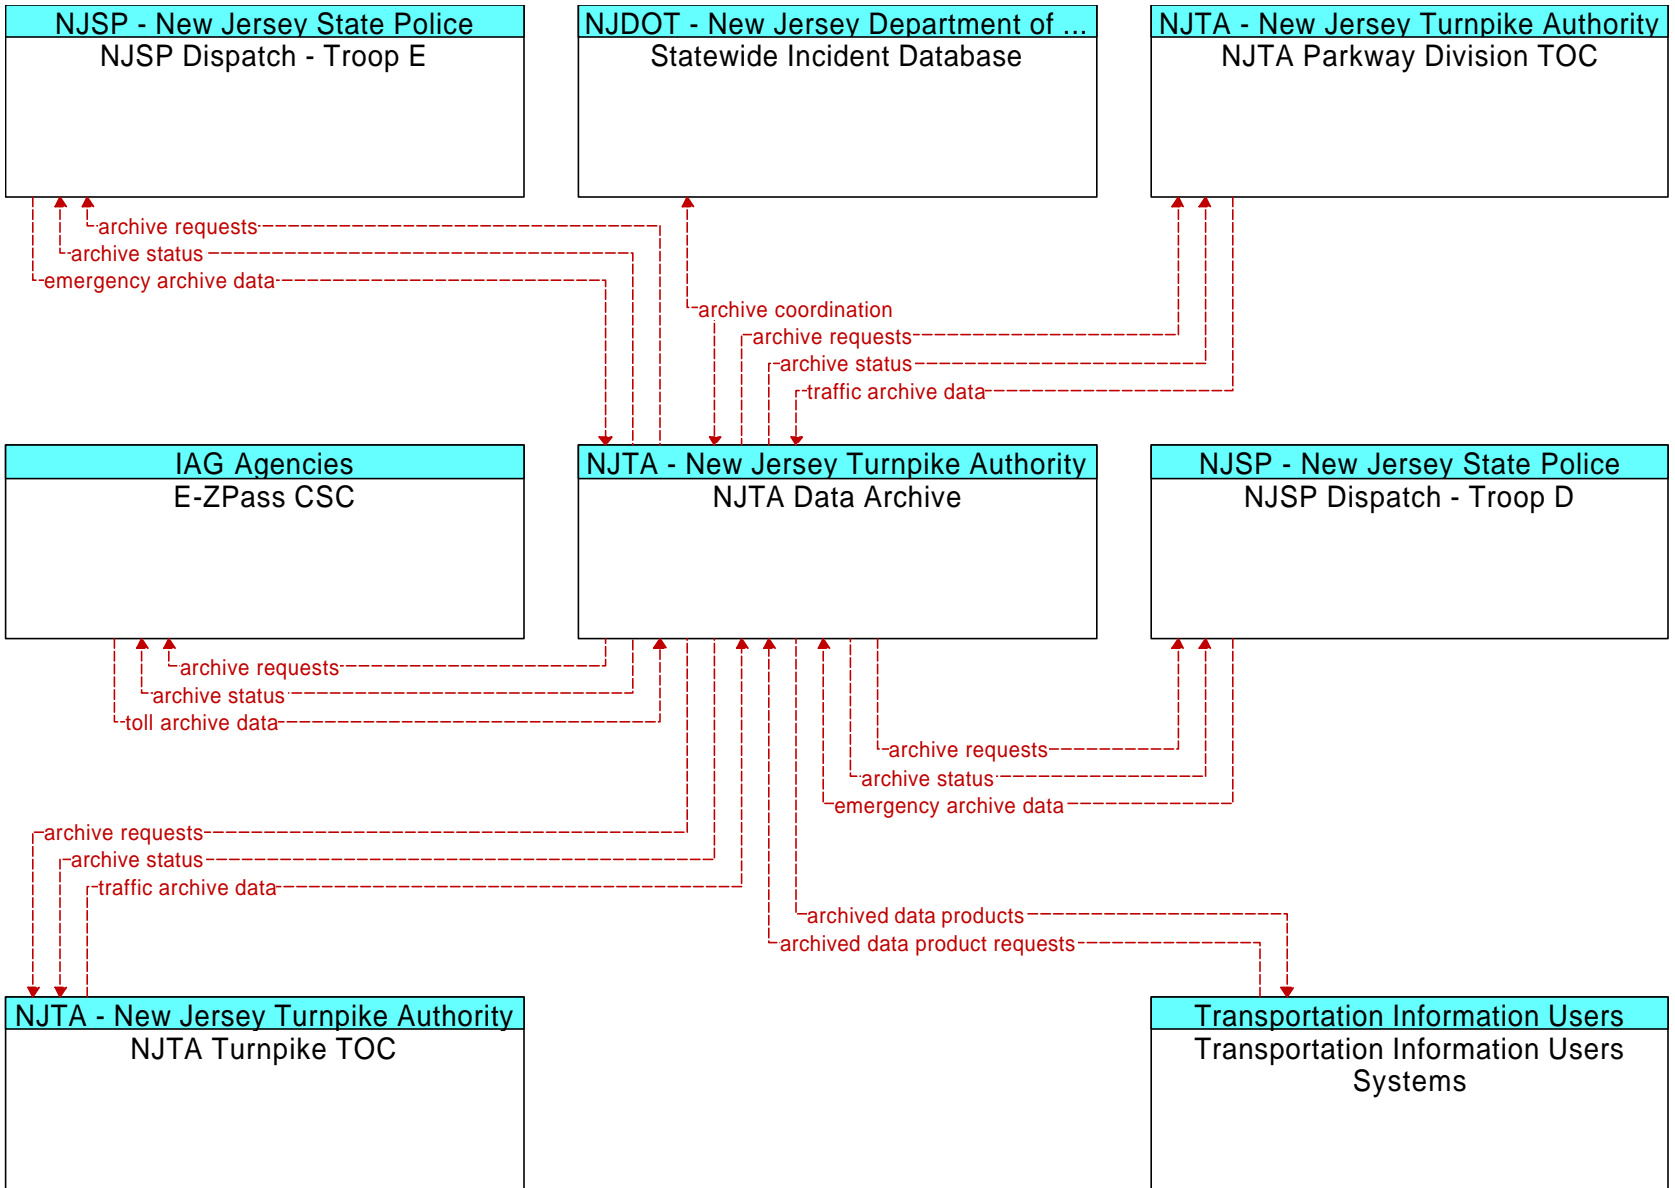 NJSP - New Jersey State Police
NJSP Dispatch - Troop E
NJDOT - New Jersey Department of ...
Statewide Incident Database
NJTA - New Jersey Turnpike Authority
NJTA Parkway Division TOC
archive requests
archive status
emergency archive data
archive coordination
archive requests
archive status
traffic archive data
IAG Agencies
E-ZPass CSC
NJTA - New Jersey Turnpike Authority
NJTA Data Archive
NJSP - New Jersey State Police
NJSP Dispatch - Troop D
archive requests
archive status
toll archive data
archive requests
archive status
emergency archive data
archive requests
archive status
traffic archive data
archived data products
archived data product requests
NJTA - New Jersey Turnpike Authority
NJTA Turnpike TOC
Transportation Information Users
Transportation Information Users
Systems